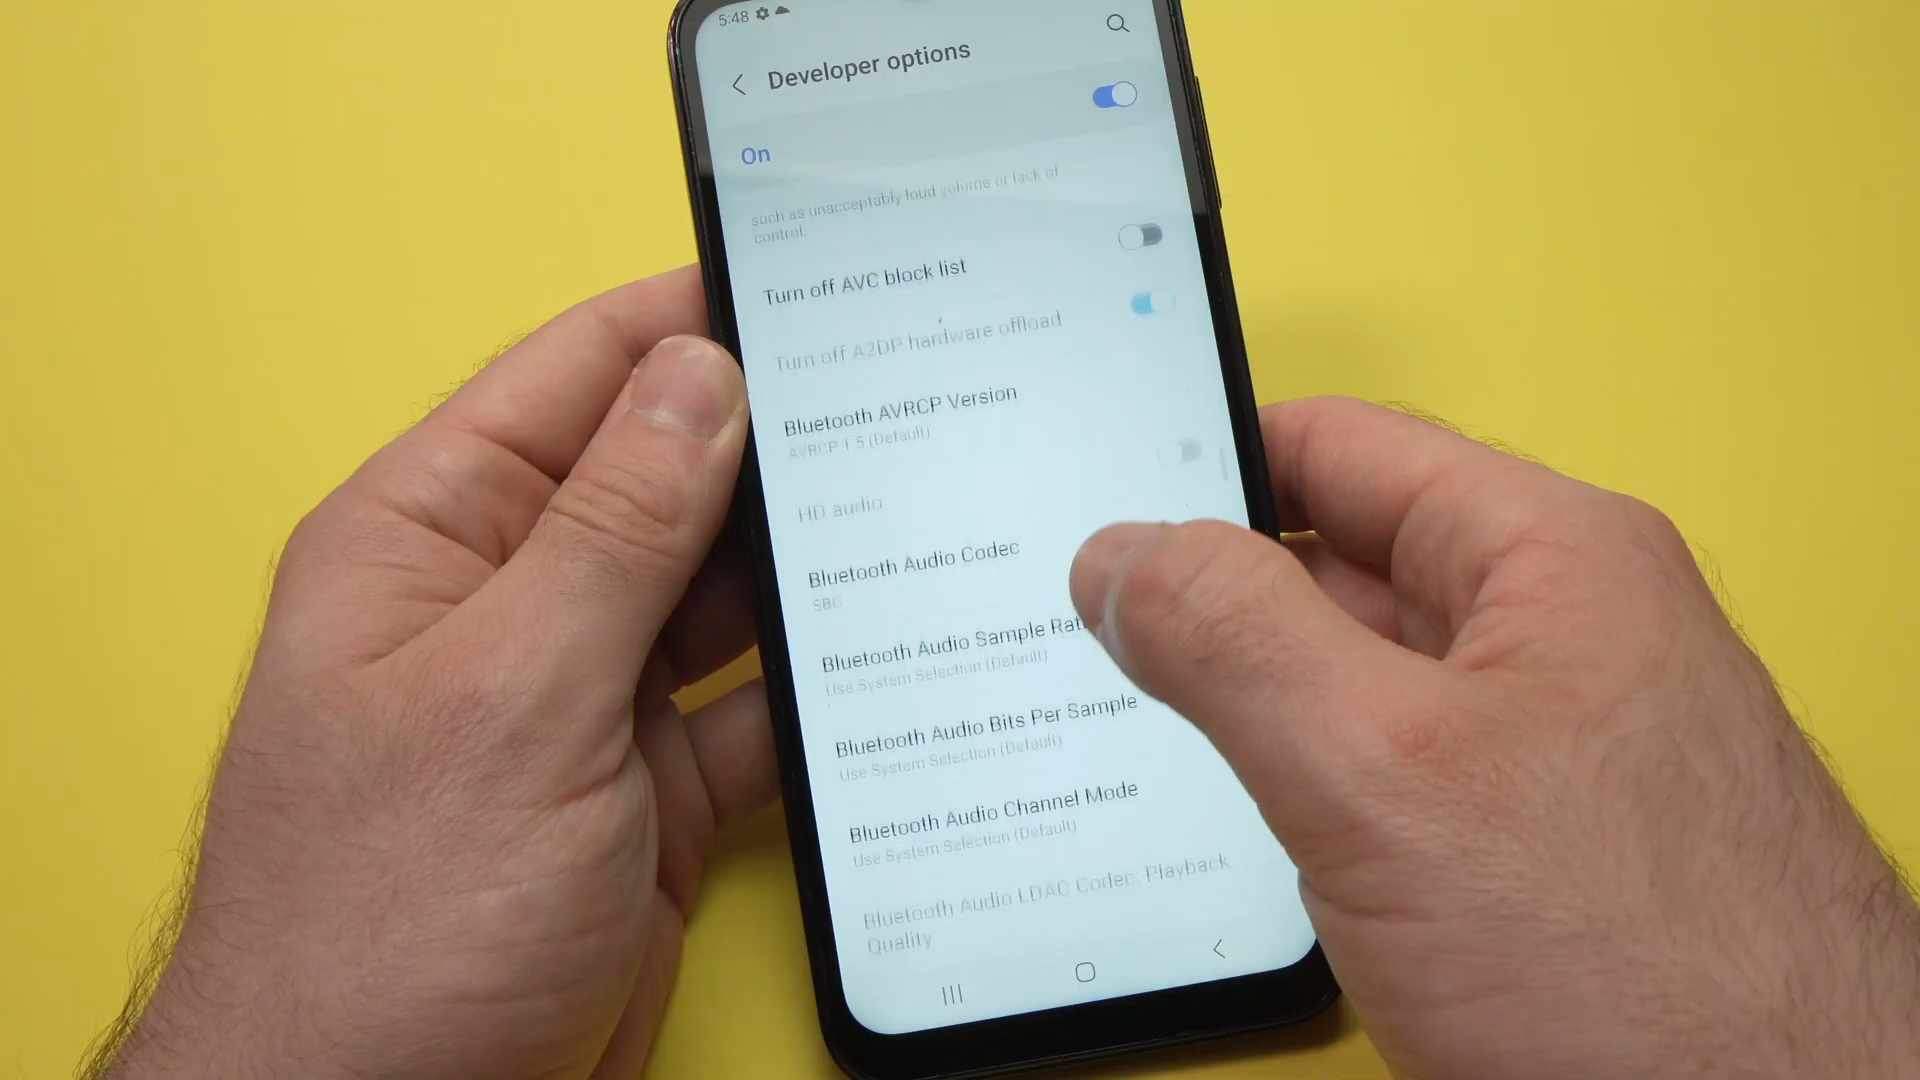 5:48
Developer options
On
such as unacceptably loud volume or lack of
control.
Turn off AVC block list
Turn off A2DP hardware offload
Bluetooth AVRCP Version
AVRCP 1.5 (Default)
HD audio
Bluetooth Audio Codec
SBC
Bluetooth Audio Sample Rat
Use System Selection (Default)
Bluetooth Audio Bits Per Sample
Use System Selection (Default)
Bluetooth Audio Channel Mode
Use System Selection (Default)
Bluetooth Audio LDAC Codec: Playback
Quality